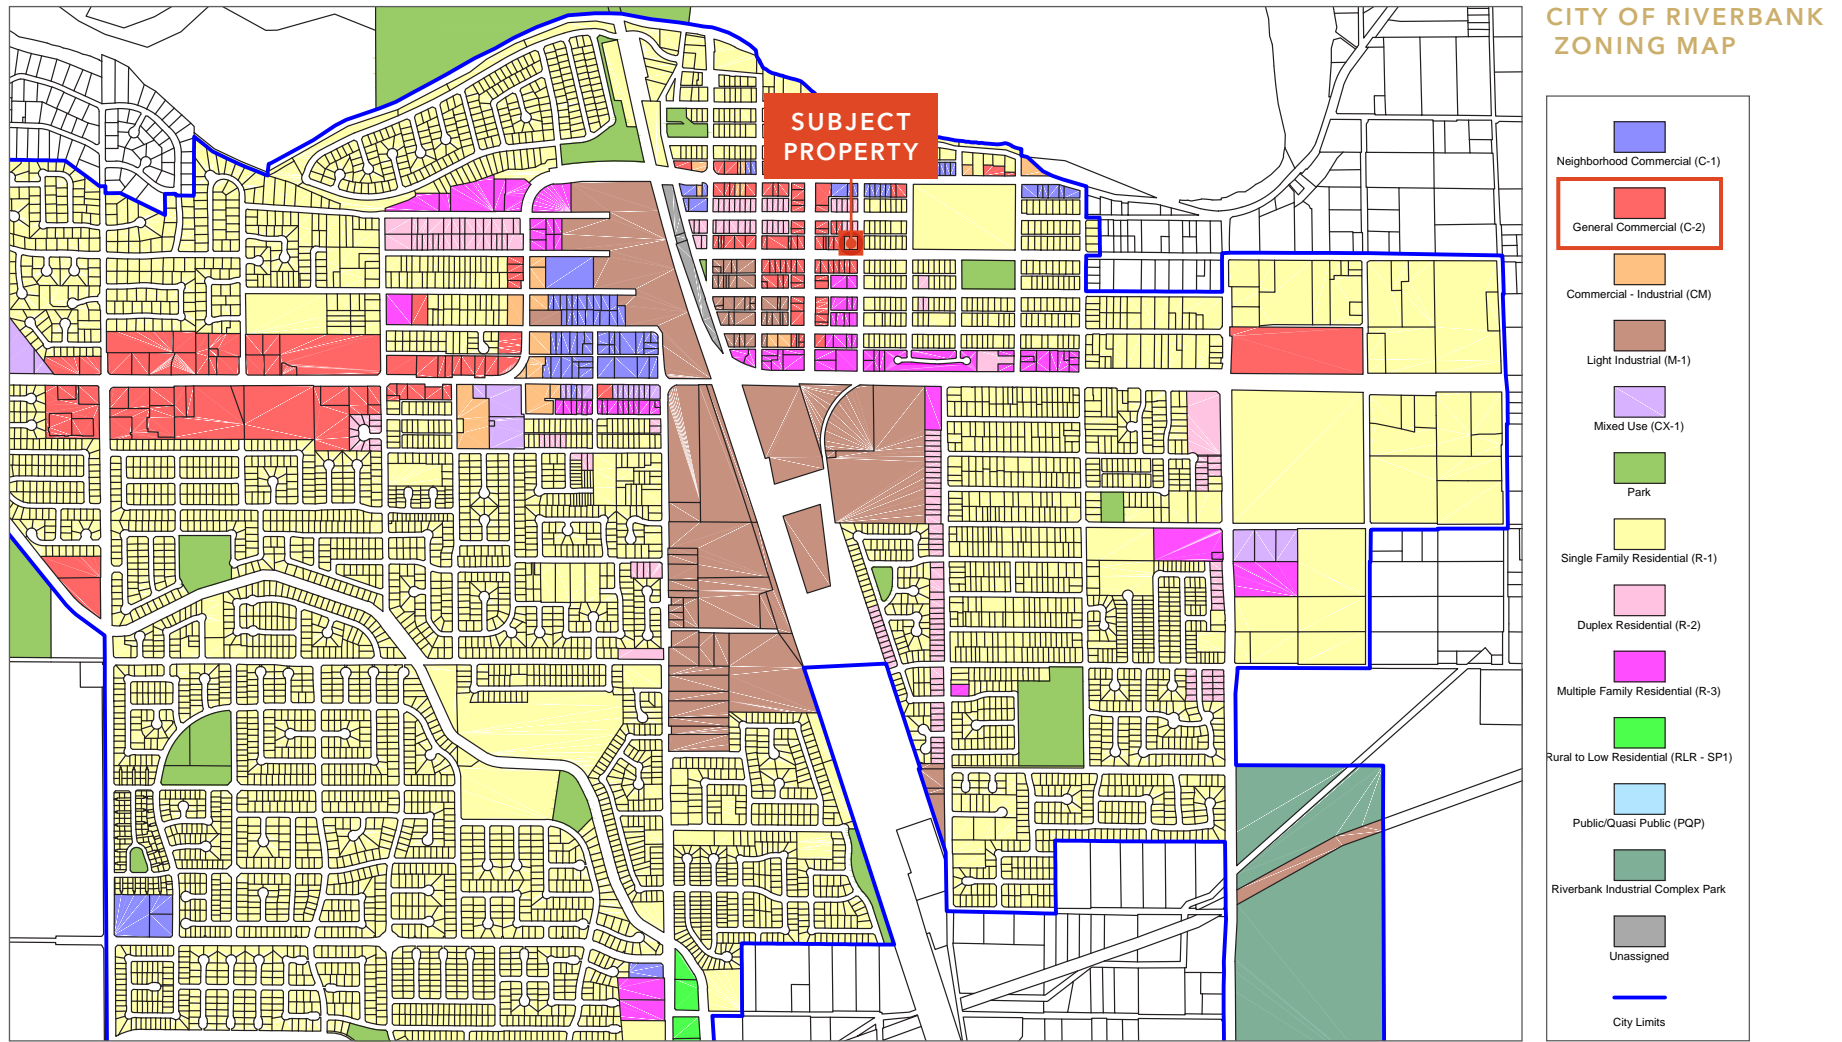 CITY OF RIVERBANK
ZONING MAP
SUBJECT
PROPERTY
Neighborhood Commercial (C-1)
General Commercial (C-2)
Commercial - Industrial (CM)
Light Industrial (M-1)
Mixed Use (CX-1)
Park
Single Family Residential (R-1)
Duplex Residential (R-2)
Multiple Family Residential (R-3)
Rural to Low Residential (RLR - SP1)
Public/Quasi Public (PQP)
Riverbank Industrial Complex Park
Unassigned
City Limits